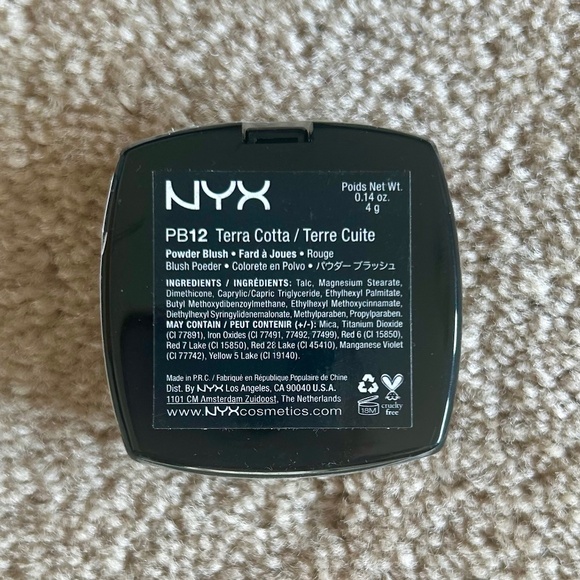 NYX
Poids Net Wt.
0.14 oz.
4 g
PB12 Terra Cotta / Terre Cuite
Powder Blush • Fard à Joues • Rouge
Blush Poeder • Colorete en Polvo • パウダー ブラッシュ
INGREDIENTS / INGRÉDIENTS: Talc, Magnesium Stearate,
Dimethicone, Caprylic/Capric Triglyceride, Ethylhexyl Palmitate,
Butyl Methoxydibenzoylmethane, Ethylhexyl Methoxycinnamate,
Diethylhexyl Syringylidenemalonate, Methylparaben, Propylparaben.
MAY CONTAIN / PEUT CONTENIR (+/-): Mica, Titanium Dioxide
(CI 77891), Iron Oxides (CI 77491, 77492, 77499), Red 6 (CI 15850),
Red 7 Lake (CI 15850), Red 28 Lake (CI 45410), Manganese Violet
(CI 77742), Yellow 5 Lake (CI 19140).
Made in P.R.C. / Fabriqué en République Populaire de Chine
Dist. By NYX Los Angeles, CA 90040 U.S.A.
1101 CM Amsterdam Zuidoost, The Netherlands
www.NYXcosmetics.com
18M
cruelty
free